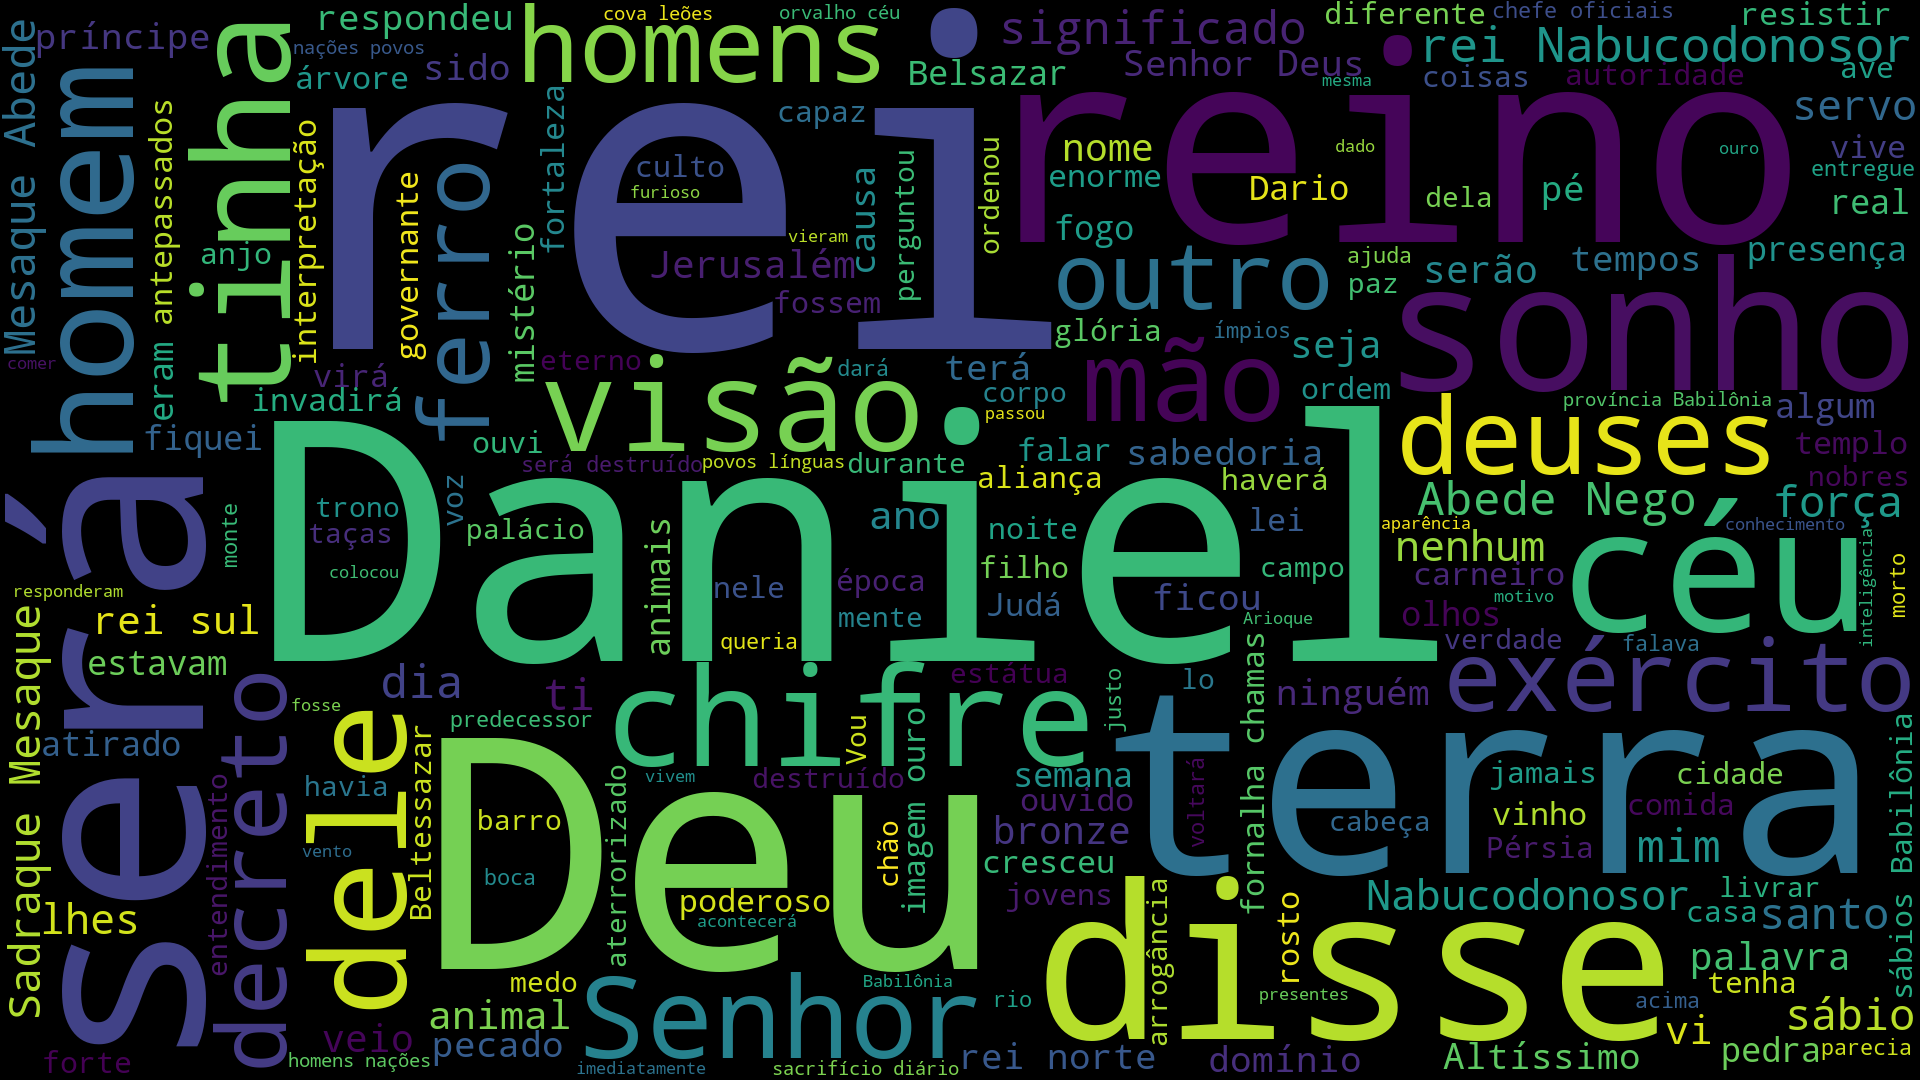 rei
Daniel
reino
Deu
será
terra
disse
sonho
céu
homem
tinha
homens
visão
chifre
dele
Senhor
mão
deuses
outro
ferro
decreto
exército
príncipe
respondeu
cova leões
orvalho céu
significado
diferente
chefe oficiais
resistir
nações povos
árvore
sido
Belsazar
Senhor Deus
rei Nabucodonosor
coisas
autoridade
ave
mesma
servo
Mesaque Abede
eram antepassados
interpretação
governante
fortaleza
capaz
culto
furioso
causa
perguntou
ordenou
nome
enorme
Dario
dado
dela
pé
ouro
vive
entregue
real
anjo
mistério
vieram
Jerusalém
fossem
fogo
ajuda
paz
serão
tempos
presença
glória
ímpios
seja
comer
virá
invadirá
eterno
dará
terá
corpo
passou
ordem
província Babilônia
algum
fiquei
ouvi
será destruído
povos línguas
durante
falar
aliança
sabedoria
haverá
templo
nobres
trono
taças
voz
palácio
ano
noite
lei
aparência
Abede Nego
força
conhecimento
monte
colocou
animais
nele
época
filho
campo
nenhum
carneiro
motivo
inteligência
morto
responderam
rei sul
mente
Judá
ficou
Arioque
olhos
verdade
falava
queria
estavam
Sadraque Mesaque
dia
ti
estátua
justo
lo
ninguém
fosse
atirado
predecessor
Beltessazar
Vou
imagem ouro
fornalha chamas
havia
vivem
destruído
semana
ouvido
jamais
cidade
vinho
comida
sábios Babilônia
entendimento
vento
barro
boca
aterrorizado
chão
bronze
voltará
cabeça
Pérsia
mim
cresceu
lhes
poderoso
acontecerá
jovens
arrogância
rosto
Nabucodonosor
livrar
casa
santo
medo
Babilônia
rio
presentes
palavra
tenha
acima
sábio
animal
veio
pecado
forte
homens nações
imediatamente
sacrifício diário
rei norte
domínio
Altíssimo
vi
pedra
parecia